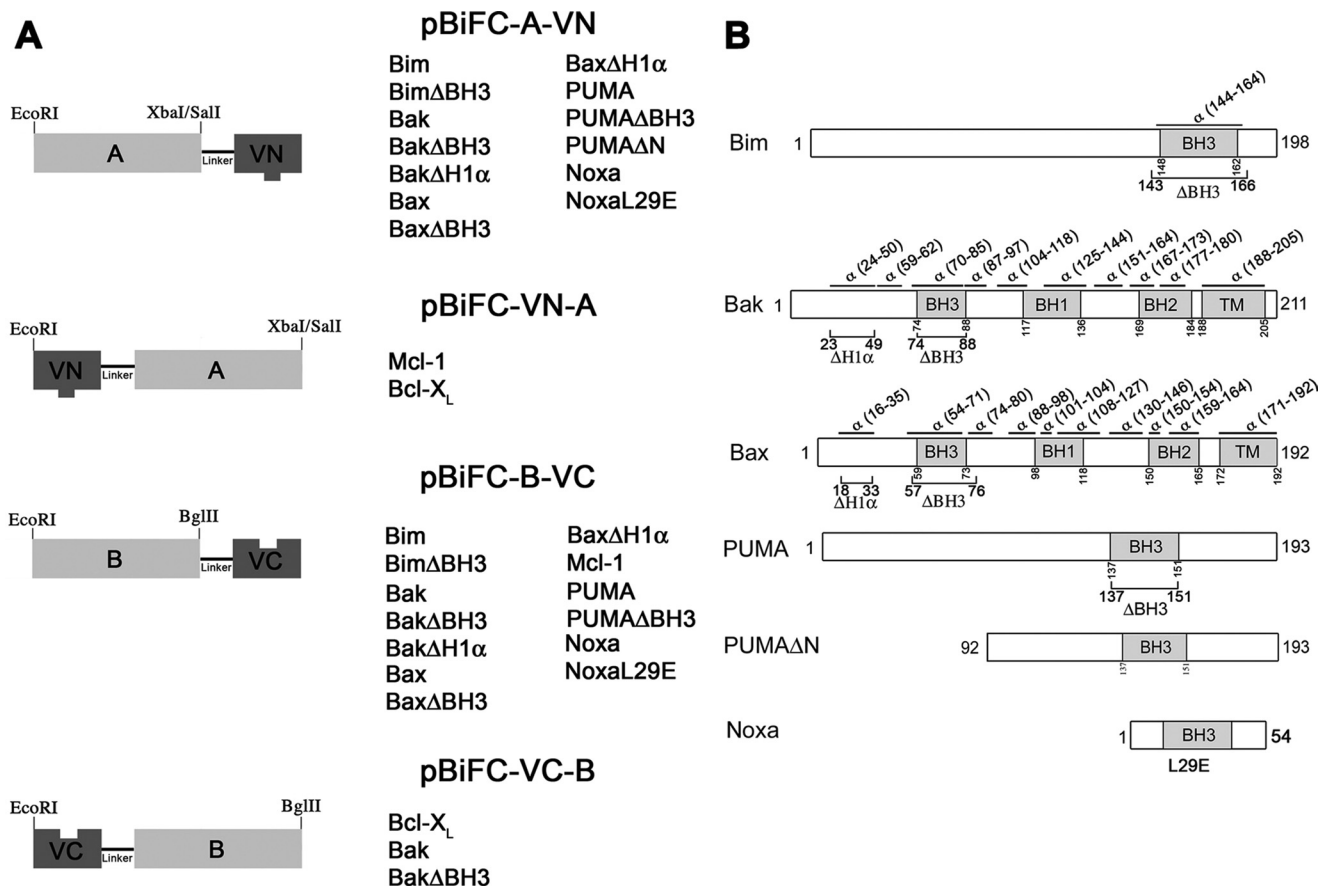 A
pBiFC-A-VN
EcoRI XbaI/SalI
A Linker VN
Bim BaxΔH1α
BimΔBH3 PUMA
Bak PUMAΔBH3
BakΔBH3 PUMAΔN
BakΔH1α Noxa
Bax NoxaL29E
BaxΔBH3
pBiFC-VN-A
EcoRI XbaI/SalI
VN Linker A
Mcl-1
Bcl-XL
pBiFC-B-VC
EcoRI BglII
B Linker VC
Bim BaxΔH1α
BimΔBH3 Mcl-1
Bak PUMA
BakΔBH3 PUMAΔBH3
BakΔH1α Noxa
Bax NoxaL29E
BaxΔBH3
pBiFC-VC-B
EcoRI BglII
VC Linker B
Bcl-XL
Bak
BakΔBH3
B
α (144-164)
Bim 1 BH3 198
148 162
143 166
ΔBH3
α (24-50) α (59-62) α (70-85) α (87-97) α (104-118) α (125-144) α (151-164) α (167-173) α (177-180) α (188-205)
Bak 1 BH3 BH1 BH2 TM 211
74 88 117 136 169 184 188 205
23 49 74 88
ΔH1α ΔBH3
α (16-35) α (54-71) α (74-80) α (88-98) α (101-104) α (108-127) α (130-146) α (150-154) α (159-164) α (171-192)
Bax 1 BH3 BH1 BH2 TM 192
59 73 98 118 150 165 172 192
18 33 57 76
ΔH1α ΔBH3
PUMA 1 BH3 193
137 151
137 151
ΔBH3
PUMAΔN 92 BH3 193
137 151
Noxa 1 BH3 54
L29E